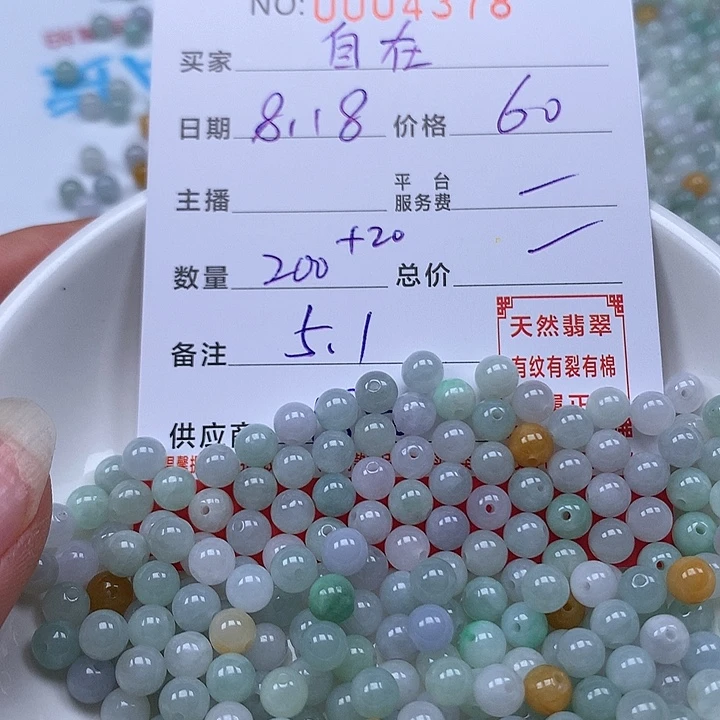 NO: 0004378
买家 自在
日期 8.18 价格 60
主播 平台服务费 —
数量 200+20 总价 —
备注 5.1
天然翡翠
有纹有裂有棉
供应商